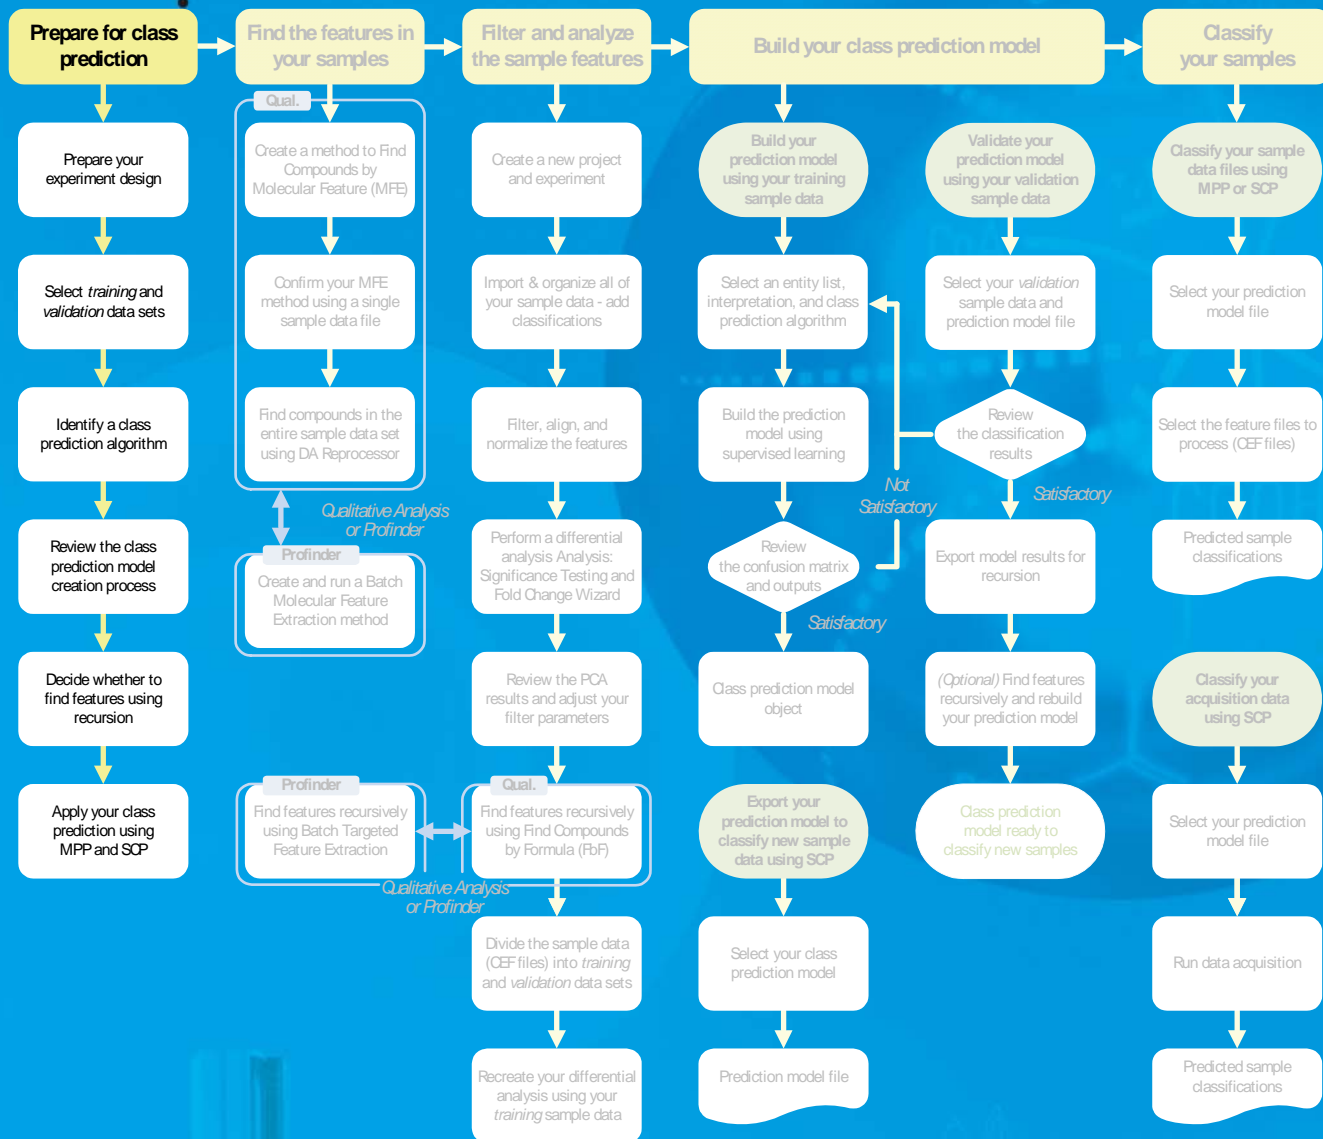 Prepare for class
prediction
Find the features in
your samples
Filter and analyze
the sample features
Build your class prediction model
Classify
your samples
Prepare your
experiment design
Select training and
validation data sets
Identify a class
prediction algorithm
Review the class
prediction model
creation process
Decide whether to
find features using
recursion
Apply your class
prediction using
MPP and SCP
Qual.
Create a method to Find
Compounds by
Molecular Feature (MFE)
Confirm your MFE
method using a single
sample data file
Find compounds in the
entire sample data set
using DA Reprocessor
Qualitative Analysis
or Profinder
Profinder
Create and run a Batch
Molecular Feature
Extraction method
Profinder
Find features recursively
using Batch Targeted
Feature Extraction
Qualitative Analysis
or Profinder
Create a new project
and experiment
Import & organize all of
your sample data - add
classifications
Filter, align, and
normalize the features
Perform a differential
analysis Analysis:
Significance Testing and
Fold Change Wizard
Review the PCA
results and adjust your
filter parameters
Qual.
Find features recursively
using Find Compounds
by Formula (FbF)
Divide the sample data
(CEF files) into training
and validation data sets
Recreate your differential
analysis using your
training sample data
Build your
prediction model
using your training
sample data
Select an entity list,
interpretation, and class
prediction algorithm
Build the prediction
model using
supervised learning
Review
the confusion matrix
and outputs
Not
Satisfactory
Satisfactory
Class prediction model
object
Export your
prediction model to
classify new sample
data using SCP
Select your class
prediction model
Prediction model file
Validate your
prediction model
using your validation
sample data
Select your validation
sample data and
prediction model file
Review
the classification
results
Satisfactory
Export model results for
recursion
(Optional) Find features
recursively and rebuild
your prediction model
Class prediction
model ready to
classify new samples
Classify your sample
data files using
MPP or SCP
Select your prediction
model file
Select the feature files to
process (CEF files)
Predicted sample
classifications
Classify your
acquisition data
using SCP
Select your prediction
model file
Run data acquisition
Predicted sample
classifications